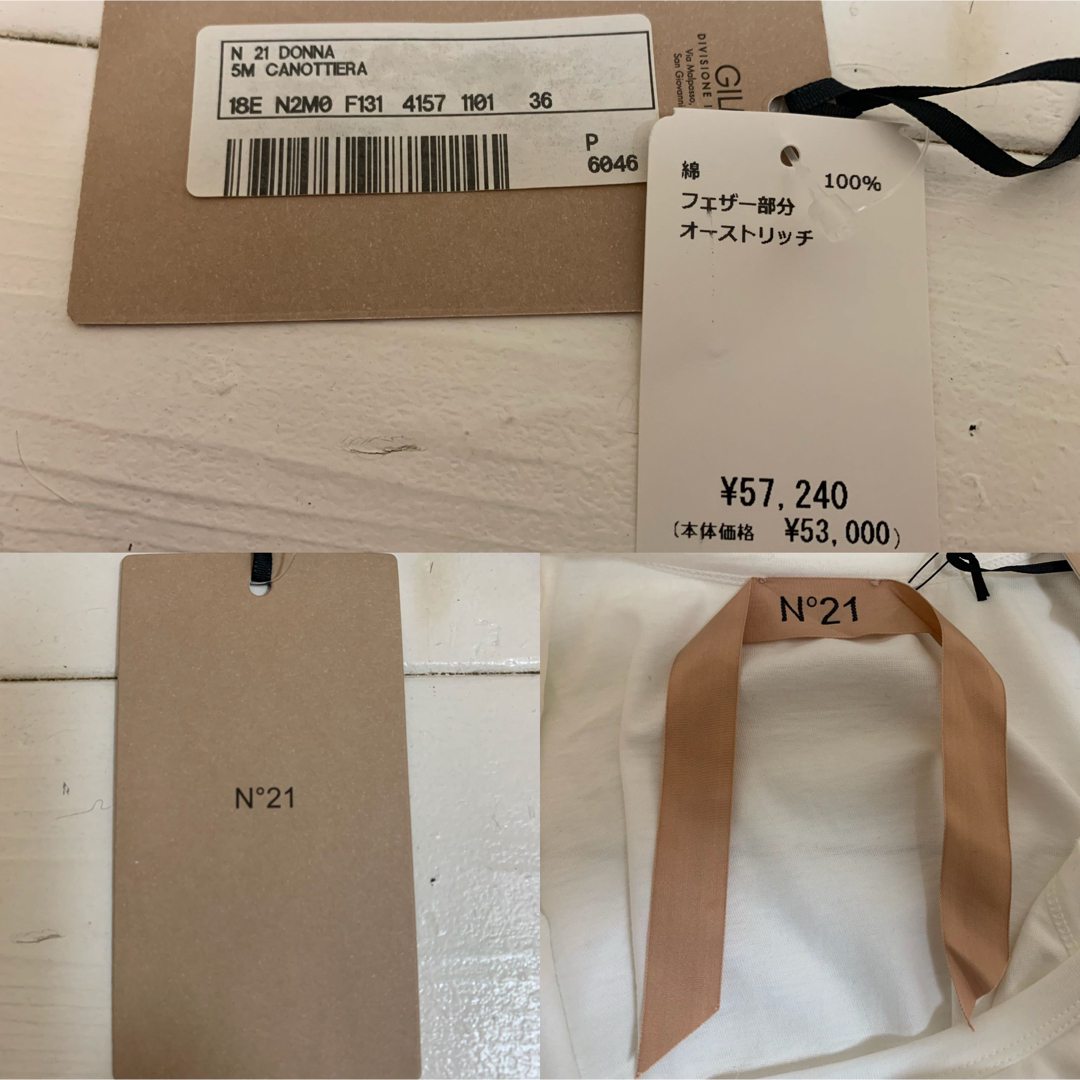 N 21 DONNA
5M CANOTTIERA
18E N2M0 F131 4157 1101 36
P
6046
GIL
DIVISIONE
Via Malpasso,
San Giovanni
綿 100%
フェザー部分
オーストリッチ
¥57,240
(本体価格 ¥53,000)
N°21
N°21